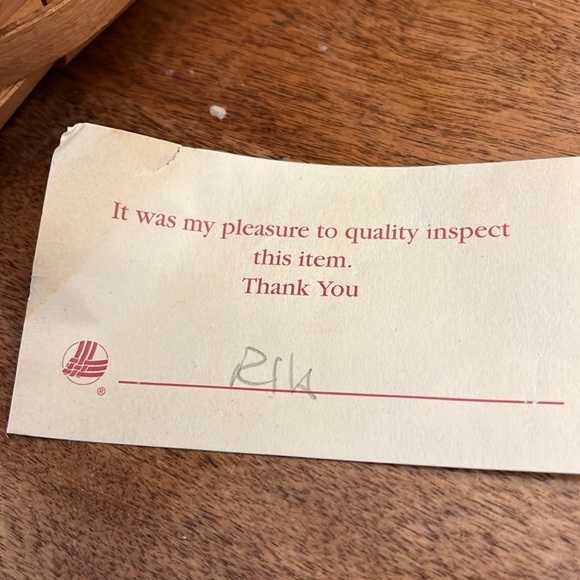 It was my pleasure to quality inspect
this item.
Thank You
®